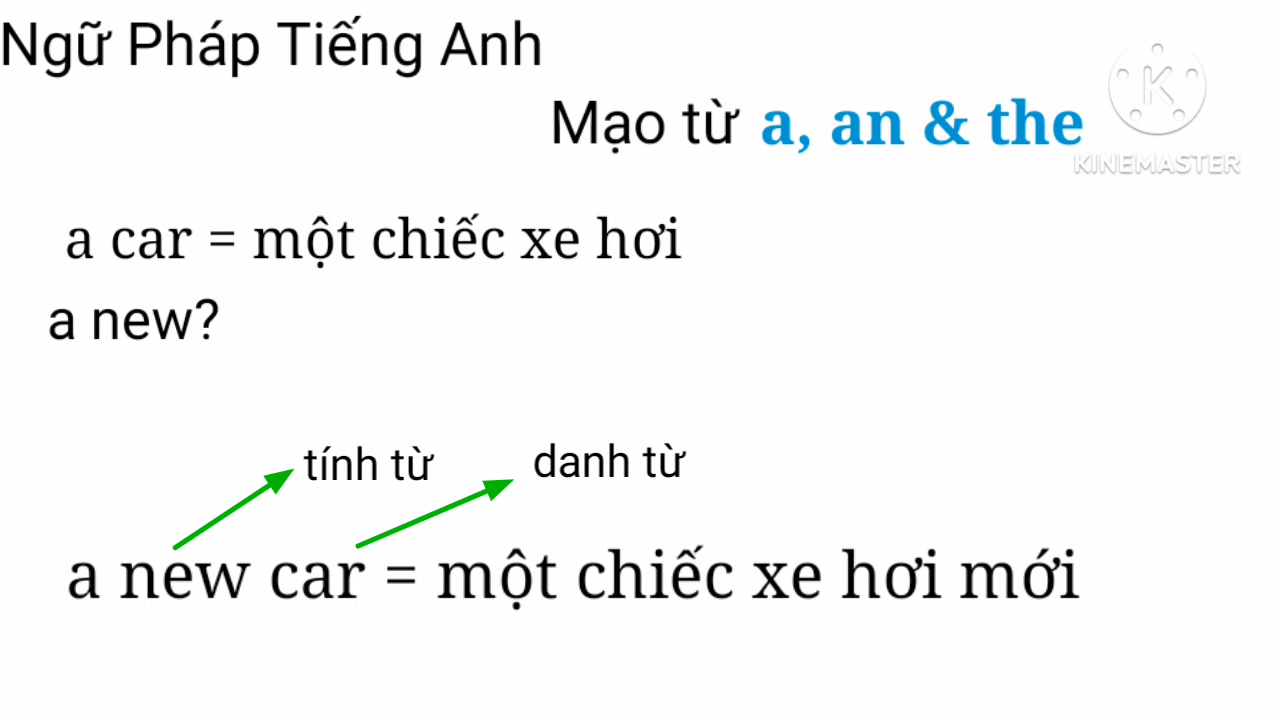 Ngữ Pháp Tiếng Anh
Mạo từ a, an & the
K
KINEMASTER
a car = một chiếc xe hơi
a new?
tính từ danh từ
a new car = một chiếc xe hơi mới